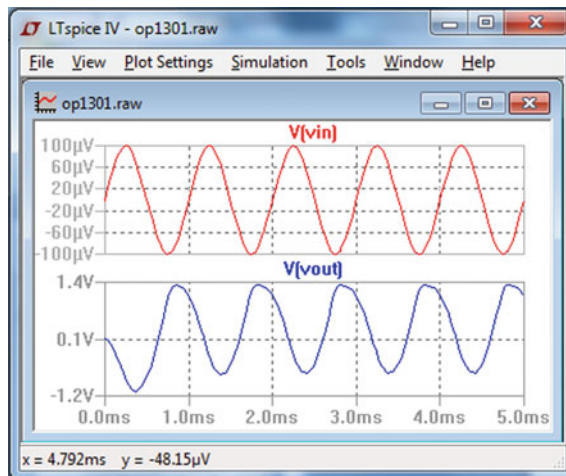 LTspice IV - op1301.raw
File View Plot Settings Simulation Tools Window Help
op1301.raw
V(vin)
100µV
60µV
20µV
-20µV
-60µV
-100µV
V(vout)
1.4V
0.1V
-1.2V
0.0ms 1.0ms 2.0ms 3.0ms 4.0ms 5.0ms
x = 4.792ms y = -48.15µV